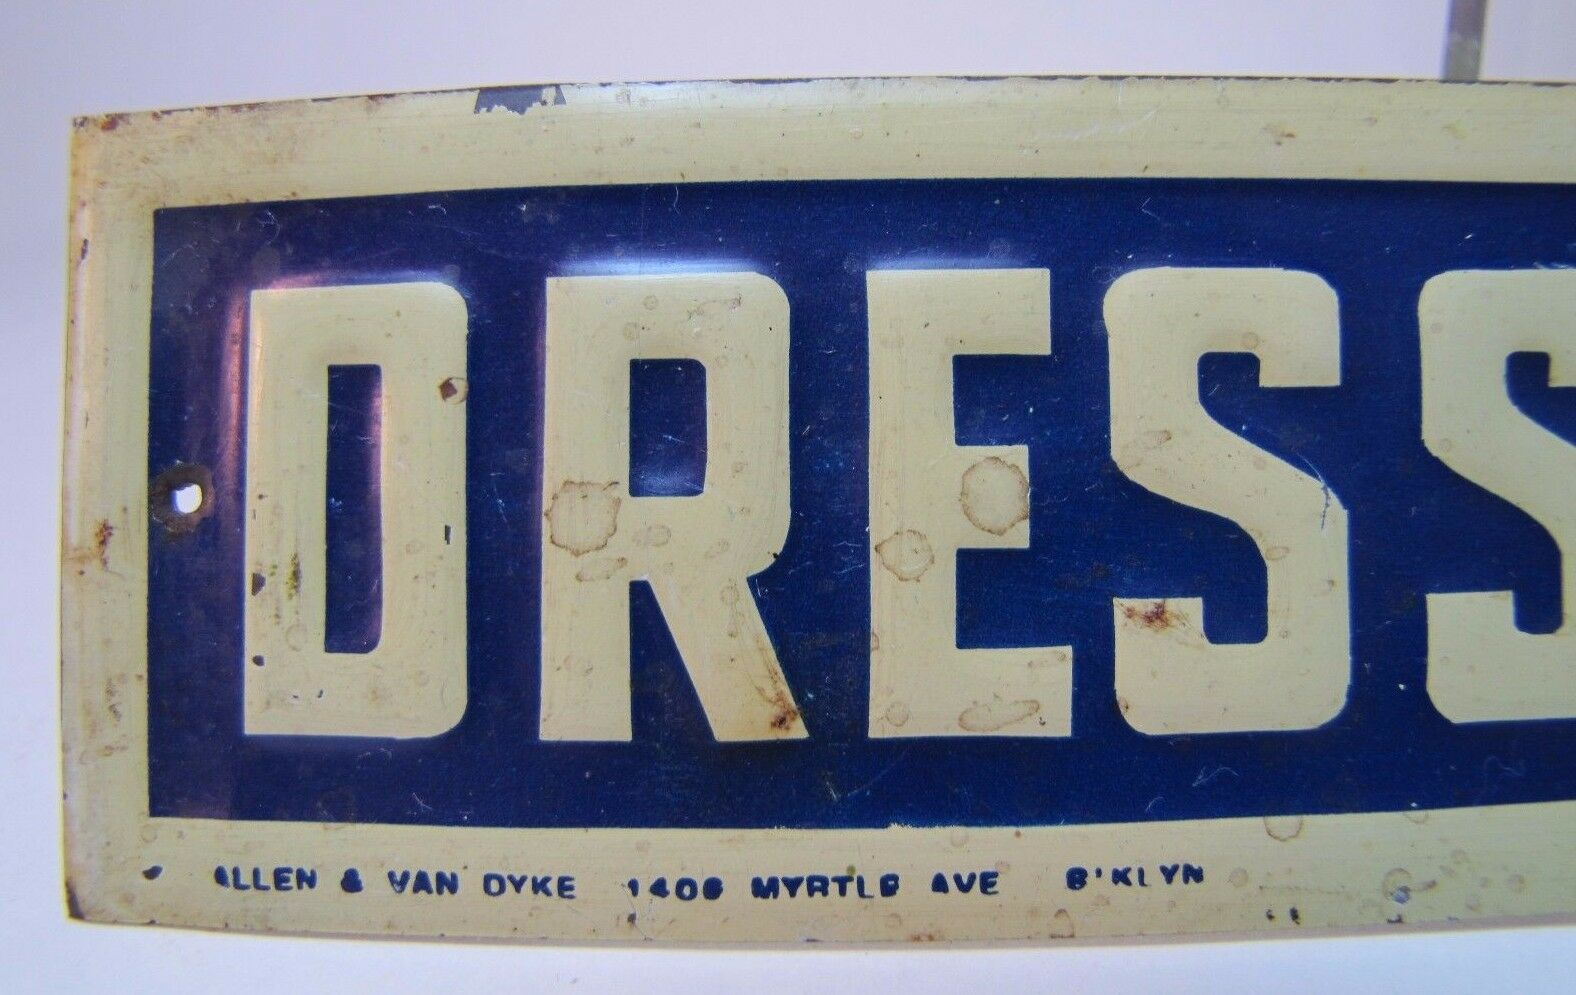 DRESS
ALLEN & VAN DYKE 1406 MYRTLE AVE B'KLYN